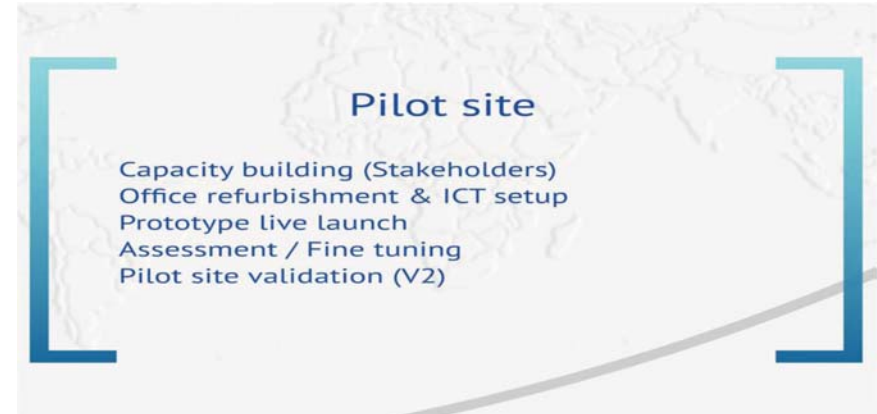 Pilot site
Capacity building (Stakeholders)
Office refurbishment & ICT setup
Prototype live launch
Assessment / Fine tuning
Pilot site validation (V2)